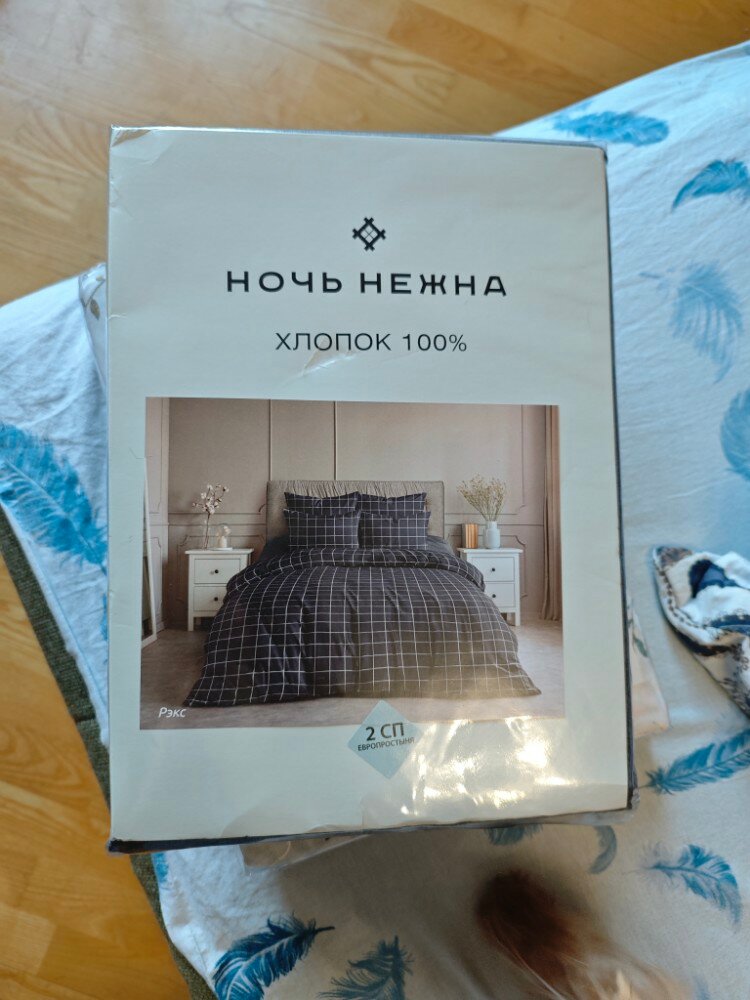 НОЧЬ НЕЖНА
ХЛОПОК 100%
Рэкс
2 СП
ЕВРОПРОСТЫНЯ